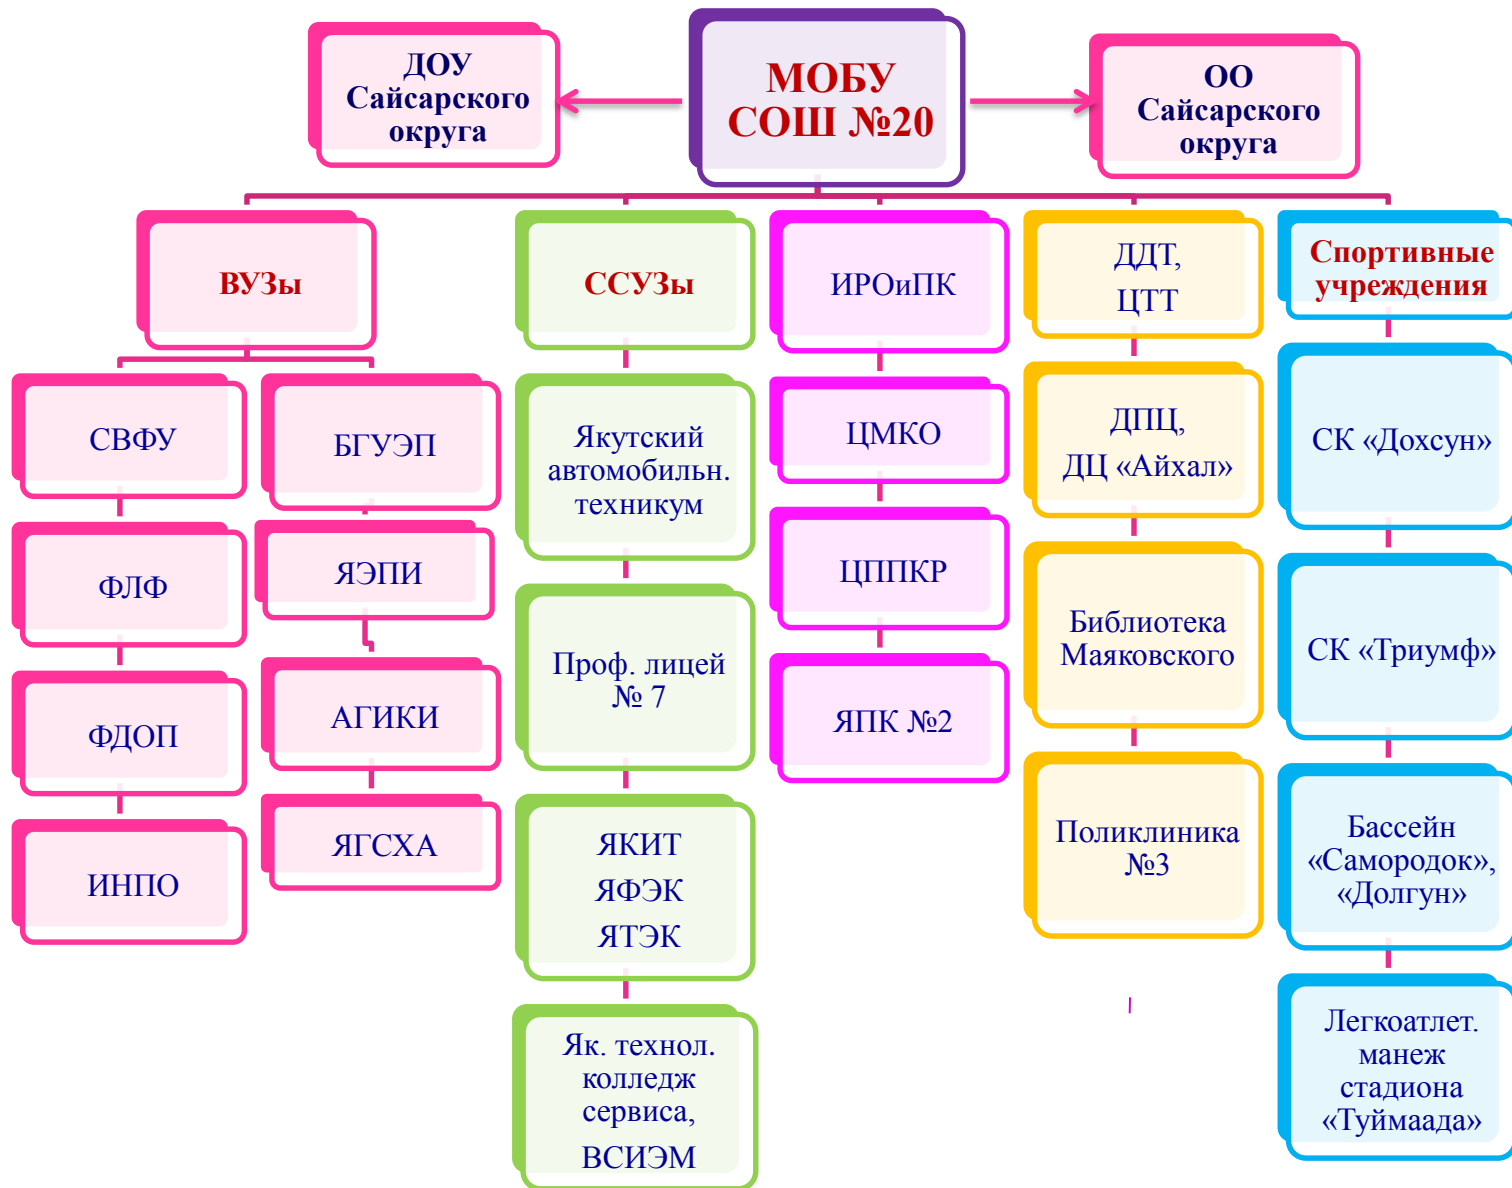 ДОУ
Сайсарского
округа
МОБУ
СОШ №20
ОО
Сайсарского
округа
ВУЗы
СВФУ
ФЛФ
ФДОП
ИНПО
БГУЭП
ЯЭПИ
АГИКИ
ЯГСХА
ССУЗы
Якутский
автомобильн.
техникум
Проф. лицей
№ 7
ЯКИТ
ЯФЭК
ЯТЭК
Як. технол.
колледж
сервиса,
ВСИЭМ
ИРОиПК
ЦМКО
ЦППКР
ЯПК №2
ДДТ,
ЦТТ
ДПЦ,
ДЦ «Айхал»
Библиотека
Маяковского
Поликлиника
№3
Спортивные
учреждения
СК «Дохсун»
СК «Триумф»
Бассейн
«Самородок»,
«Долгун»
Легкоатлет.
манеж
стадиона
«Туймаада»